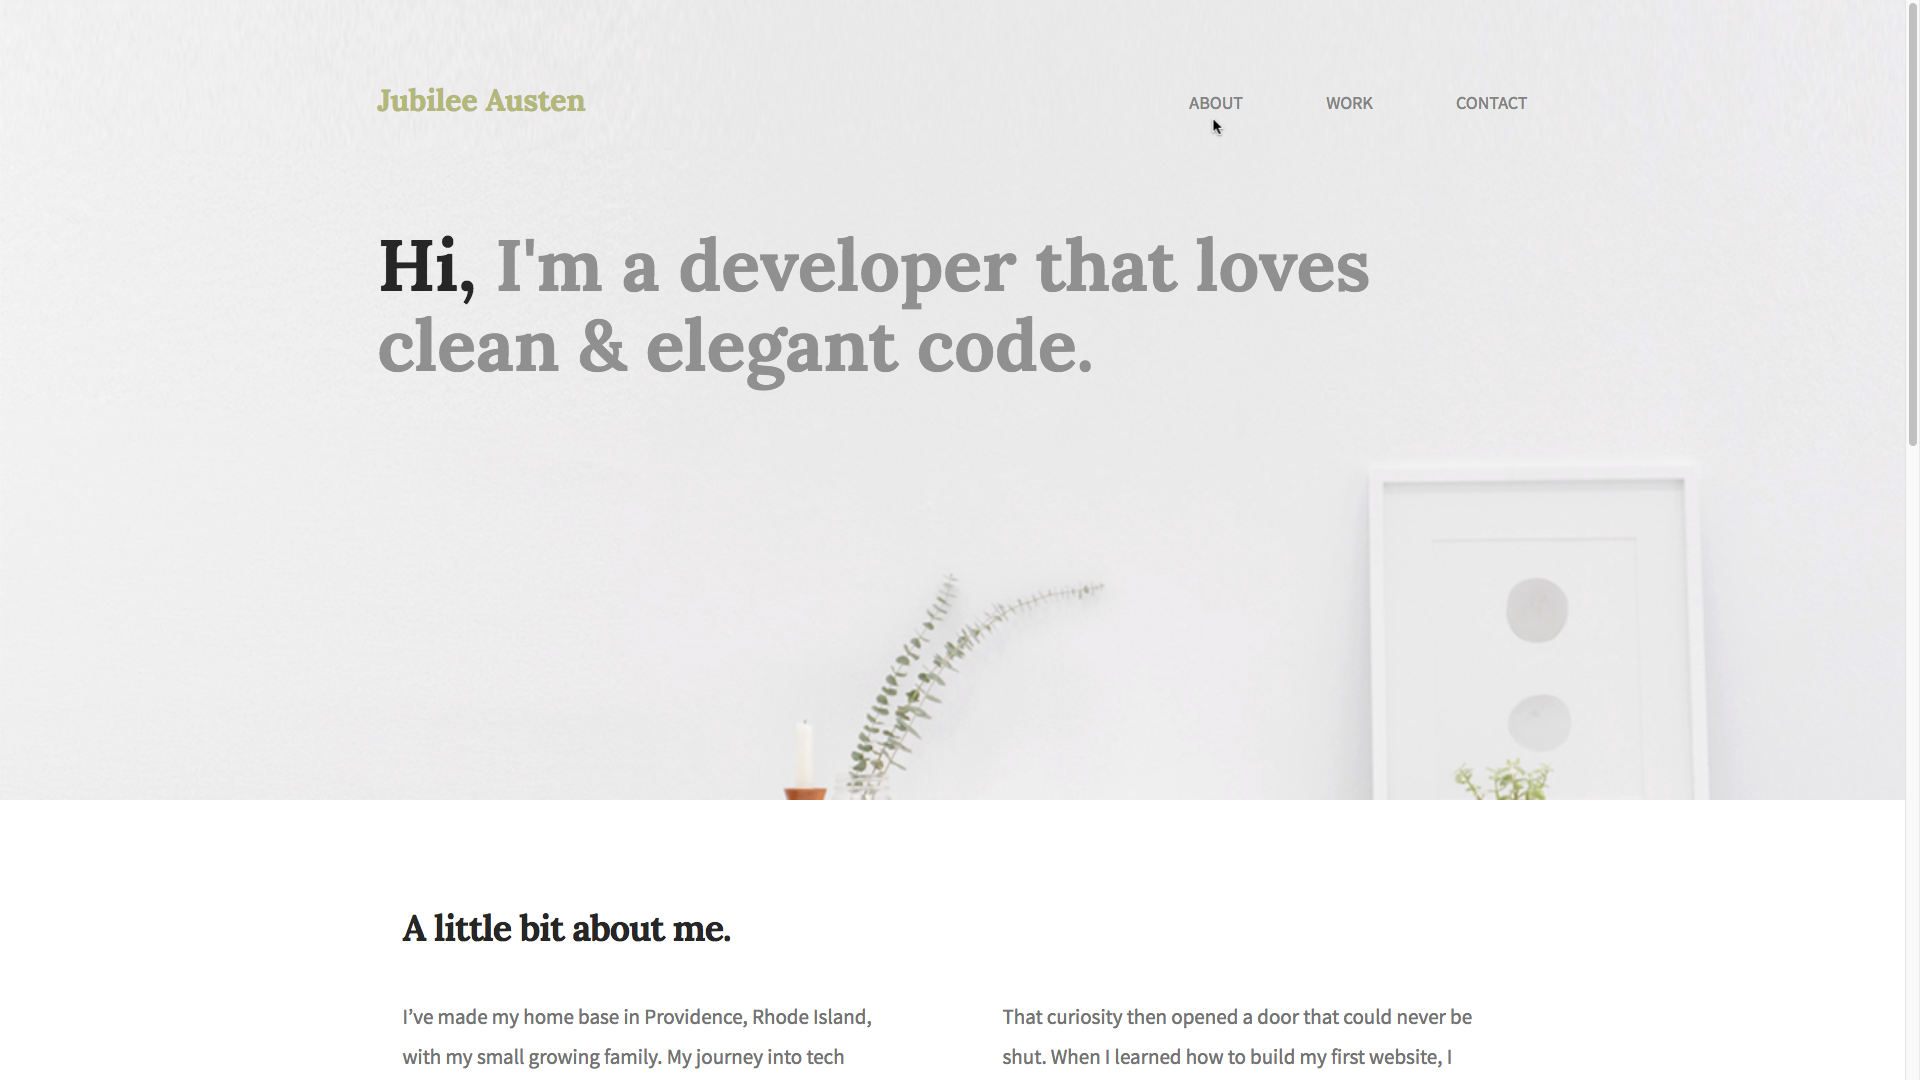 Jubilee Austen
ABOUT
WORK
CONTACT
Hi, I'm a developer that loves
clean & elegant code.
A little bit about me.
I’ve made my home base in Providence, Rhode Island,
with my small growing family. My journey into tech
That curiosity then opened a door that could never be
shut. When I learned how to build my first website, I